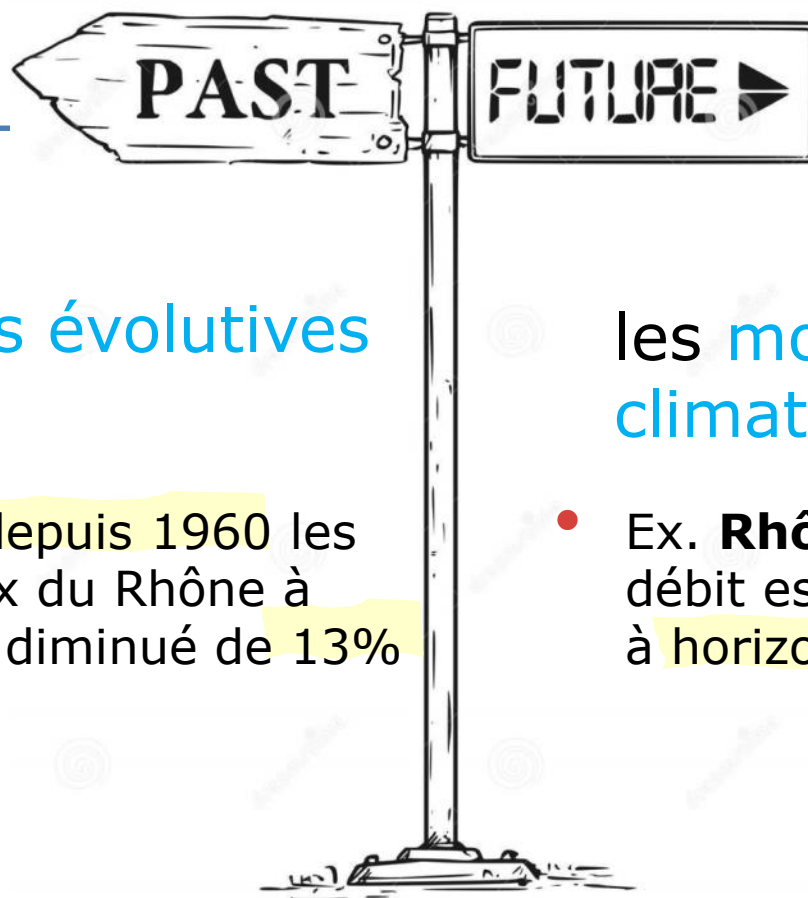 PAST
FUTURE
s évolutives
depuis 1960 les
x du Rhône à
diminué de 13%
les mo
climat
• Ex. Rhô
débit es
à horizo